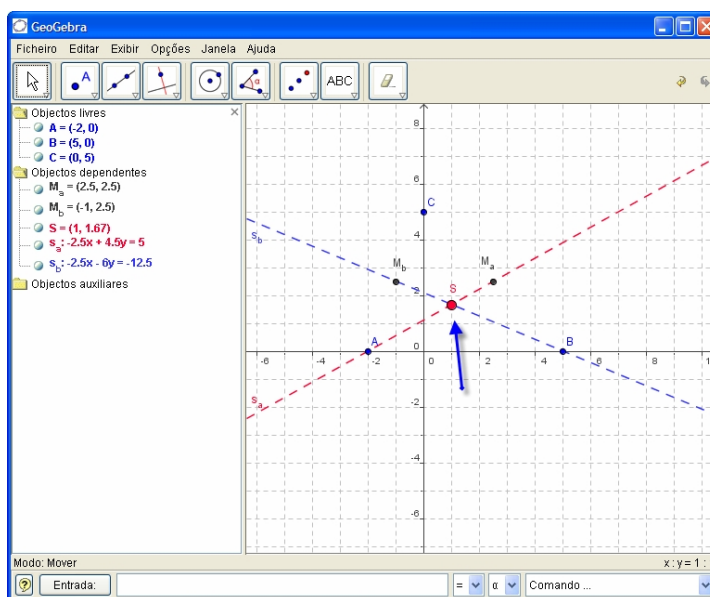 GeoGebra
Ficheiro Editar Exibir Opções Janela Ajuda
A α ABC
Objectos livres
A = (-2, 0)
B = (5, 0)
C = (0, 5)
Objectos dependentes
Ma = (2.5, 2.5)
Mb = (-1, 2.5)
S = (1, 1.67)
sa: -2.5x + 4.5y = 5
sb: -2.5x - 6y = -12.5
Objectos auxiliares
8
6
C
sb
4
Mb Ma
S
2
A 0 B
-6 -4 -2 0 2 4 6 8 1
sa
-2
-4
-6
Modo: Mover x : y = 1 :
Entrada: = α Comando ...